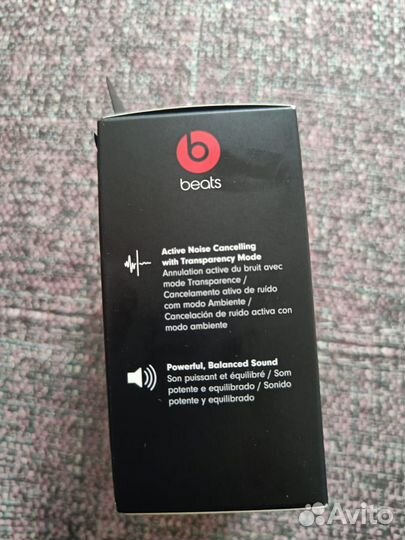 b
beats
Active Noise Cancelling
with Transparency Mode
Annulation active du bruit avec
mode Transparence /
Cancelamento ativo de ruído
com modo Ambiente /
Cancelación de ruido activa con
modo ambiente
Powerful, Balanced Sound
Son puissant et équilibré / Som
potente e equilibrado / Sonido
potente y equilibrado
Avito